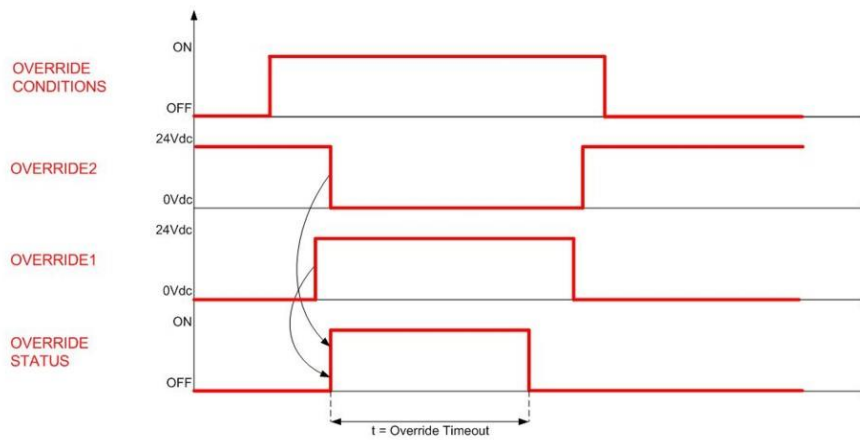 ON
OVERRIDE
CONDITIONS
OFF
24Vdc
OVERRIDE2
0Vdc
24Vdc
OVERRIDE1
0Vdc
ON
OVERRIDE
STATUS
OFF
t = Override Timeout